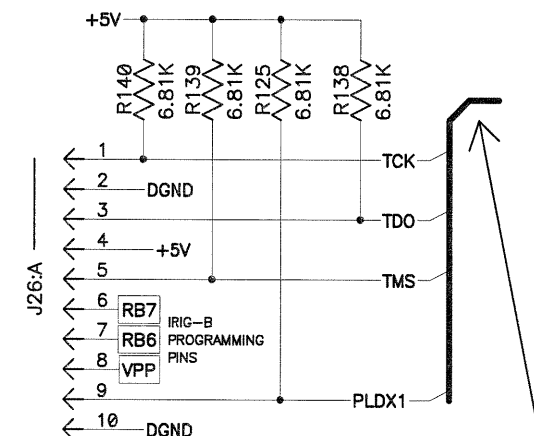 +5V
R140 6.81K
R139 6.81K
R125 6.81K
R138 6.81K
J26:A
1 TCK
2 DGND
3 TDO
4 +5V
5 TMS
6 RB7
7 RB6
8 VPP
IRIG-B
PROGRAMMING
PINS
9 PLDX1
10 DGND